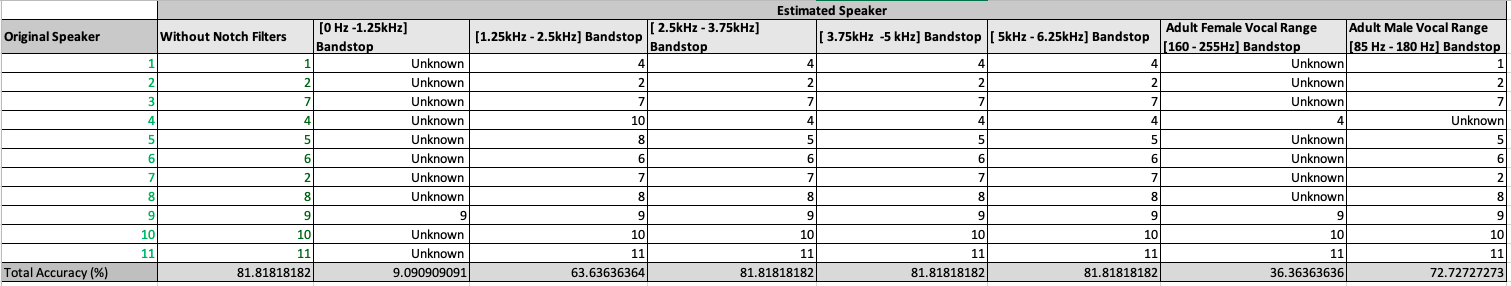 Estimated Speaker
Original Speaker Without Notch Filters [0 Hz -1.25kHz] Bandstop [1.25kHz - 2.5kHz] Bandstop [ 2.5kHz - 3.75kHz] Bandstop [ 3.75kHz -5 kHz] Bandstop [ 5kHz - 6.25kHz] Bandstop Adult Female Vocal Range [160 - 255Hz] Bandstop Adult Male Vocal Range [85 Hz - 180 Hz] Bandstop
1 1 Unknown 4 4 4 4 Unknown 1
2 2 Unknown 2 2 2 2 Unknown 2
3 7 Unknown 7 7 7 7 Unknown 7
4 4 Unknown 10 4 4 4 4 Unknown
5 5 Unknown 8 5 5 5 Unknown 5
6 6 Unknown 6 6 6 6 Unknown 6
7 2 Unknown 7 7 7 7 Unknown 2
8 8 Unknown 8 8 8 8 Unknown 8
9 9 9 9 9 9 9 9 9
10 10 Unknown 10 10 10 10 10 10
11 11 Unknown 11 11 11 11 11 11
Total Accuracy (%) 81.81818182 9.090909091 63.63636364 81.81818182 81.81818182 81.81818182 36.36363636 72.72727273